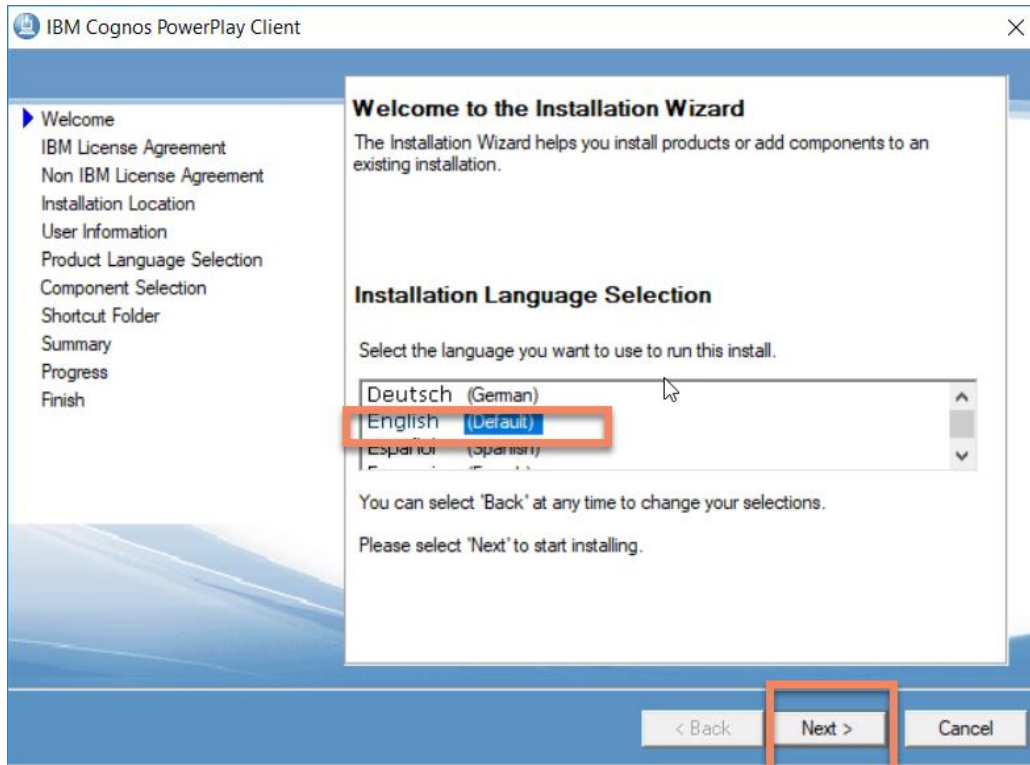 IBM Cognos PowerPlay Client
Welcome
IBM License Agreement
Non IBM License Agreement
Installation Location
User Information
Product Language Selection
Component Selection
Shortcut Folder
Summary
Progress
Finish
Welcome to the Installation Wizard
The Installation Wizard helps you install products or add components to an
existing installation.
Installation Language Selection
Select the language you want to use to run this install.
Deutsch (German)
English (Default)
Español (Spanish)
You can select 'Back' at any time to change your selections.
Please select 'Next' to start installing.
< Back Next > Cancel